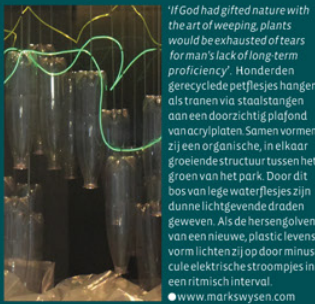 'If God had gifted nature with
the art of weeping, plants
would be exhausted of tears
for man's lack of long-term
proficiency'. Honderden
gerecyclede petflesjes hangen
als tranen via staalstangen
aan een doorzichtig plafond
van acrylplaten. Samen vormen
zij een organische, in elkaar
groeiende structuur tussen het
groen van het park. Door dit
bos van lege waterflesjes zijn
dunne lichtgevende draden
geweven. Als de hersengolven
van een nieuwe, plastic levens
vorm lichten zij op door minus
cule elektrische stroompjes in
een ritmisch interval.
●www.markswysen.com